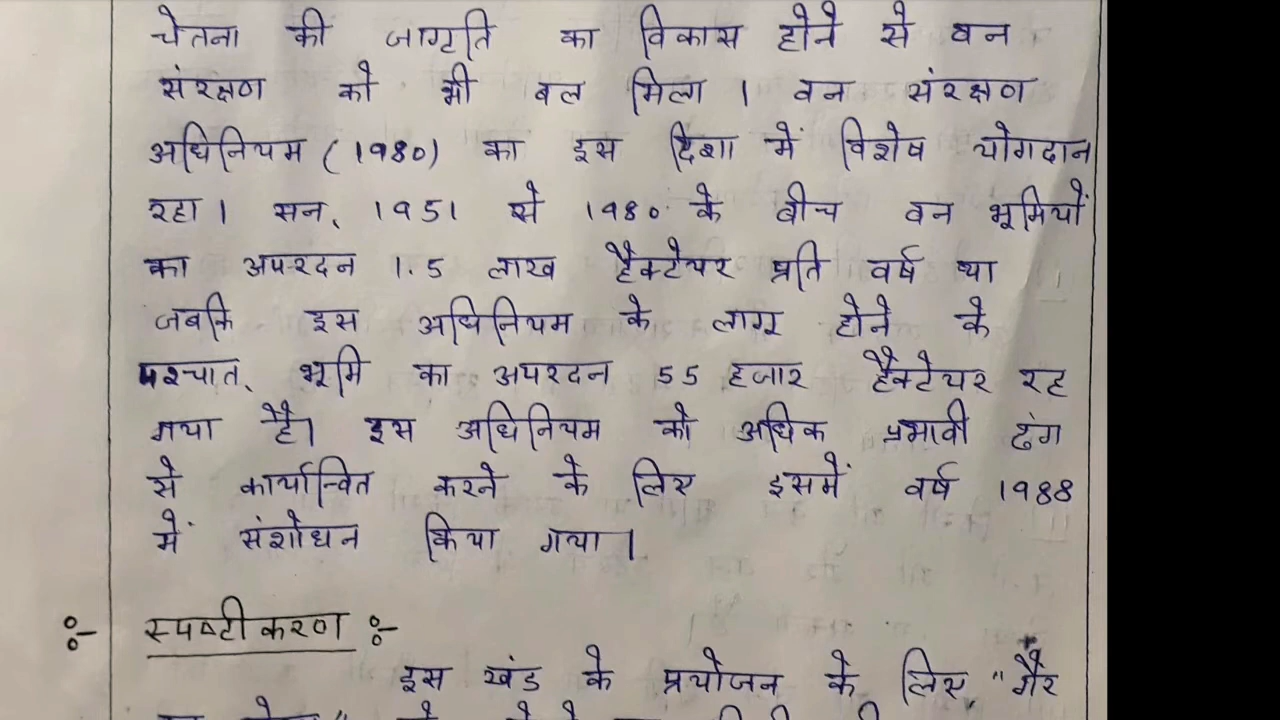 चेतना की जागृति का विकास होने से वन
संरक्षण को भी बल मिला । वन संरक्षण
अधिनियम (1980) का इस दिशा में विशेष योगदान
रहा । सन् 1951 से 1980 के बीच वन भूमियों
का अपरदन 1.5 लाख हैक्टेयर प्रति वर्ष था
जबकि इस अधिनियम के लागू होने के
पश्चात् भूमि का अपरदन 55 हजार हैक्टेयर रह
गया है। इस अधिनियम को अधिक प्रभावी ढंग
से कार्यान्वित करने के लिए इसमें वर्ष 1988
में संशोधन किया गया।
:- स्पष्टीकरण :-
इस खंड के प्रयोजन के लिए "गैर